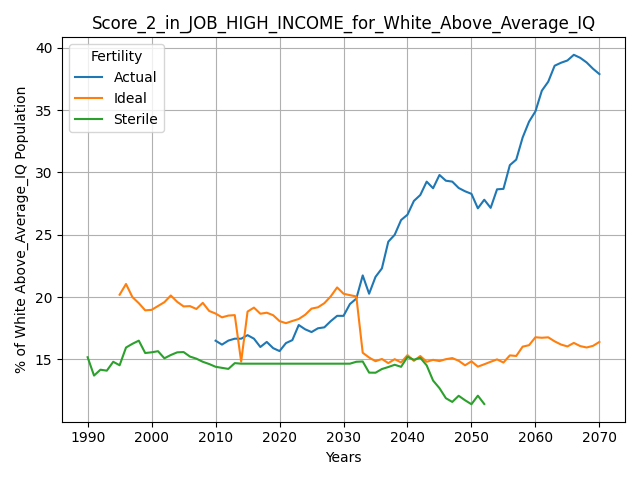 Score_2_in_JOB_HIGH_INCOME_for_White_Above_Average_IQ
% of White Above_Average_IQ Population
40
35
30
25
20
15
Fertility
Actual
Ideal
Sterile
1990 2000 2010 2020 2030 2040 2050 2060 2070
Years